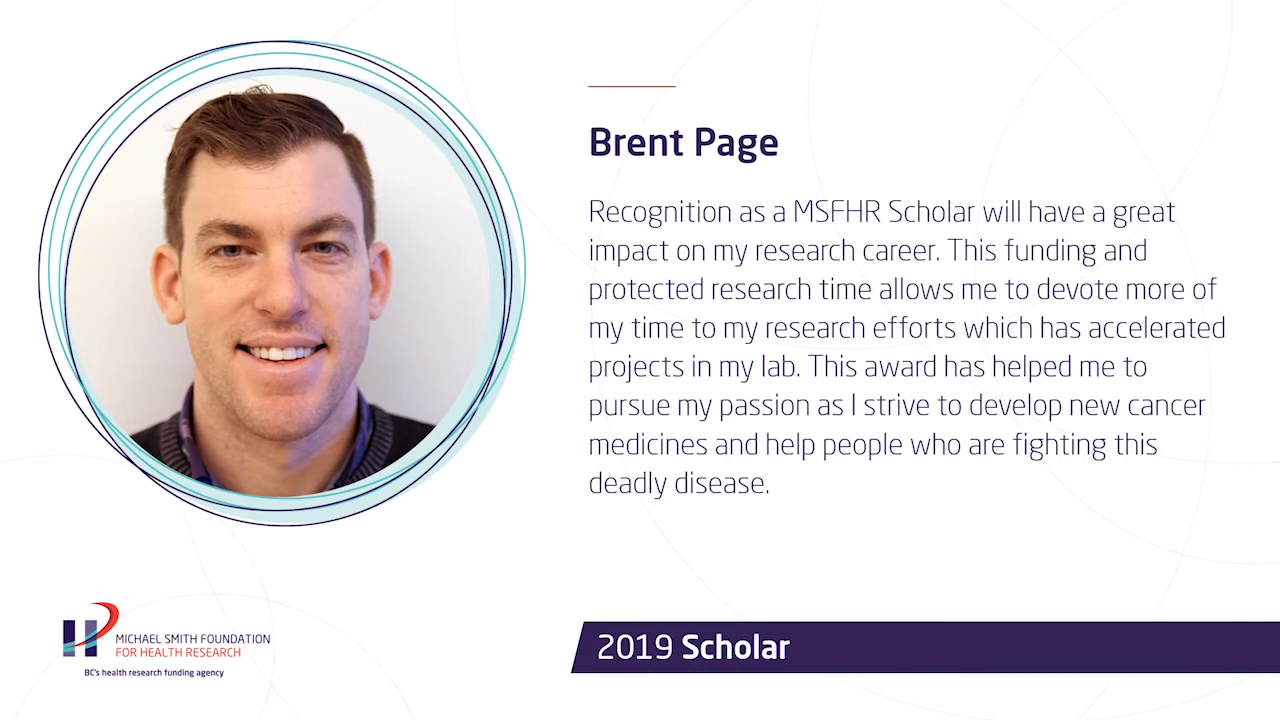 Brent Page
Recognition as a MSFHR Scholar will have a great
impact on my research career. This funding and
protected research time allows me to devote more of
my time to my research efforts which has accelerated
projects in my lab. This award has helped me to
pursue my passion as I strive to develop new cancer
medicines and help people who are fighting this
deadly disease.
MICHAEL SMITH FOUNDATION
FOR HEALTH RESEARCH
BC's health research funding agency
2019 Scholar